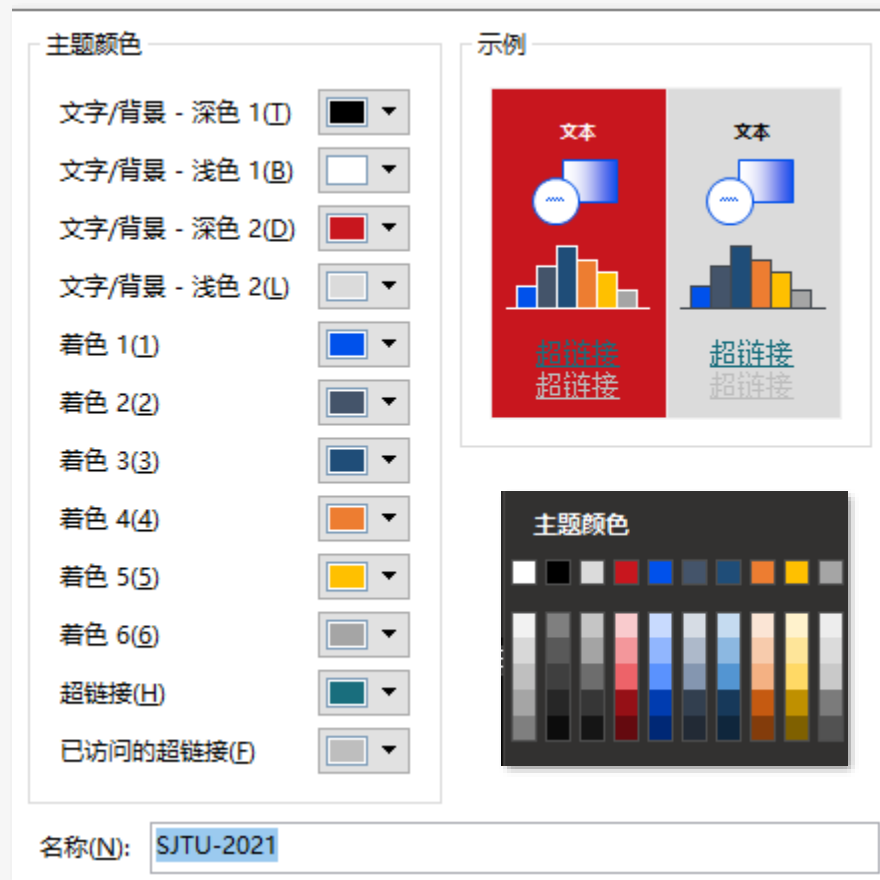 主题颜色
文字/背景 - 深色 1(T)
文字/背景 - 浅色 1(B)
文字/背景 - 深色 2(D)
文字/背景 - 浅色 2(L)
着色 1(1)
着色 2(2)
着色 3(3)
着色 4(4)
着色 5(5)
着色 6(6)
超链接(H)
已访问的超链接(F)
示例
文本
文本
超链接
超链接
超链接
超链接
主题颜色
名称(N):
SJTU-2021